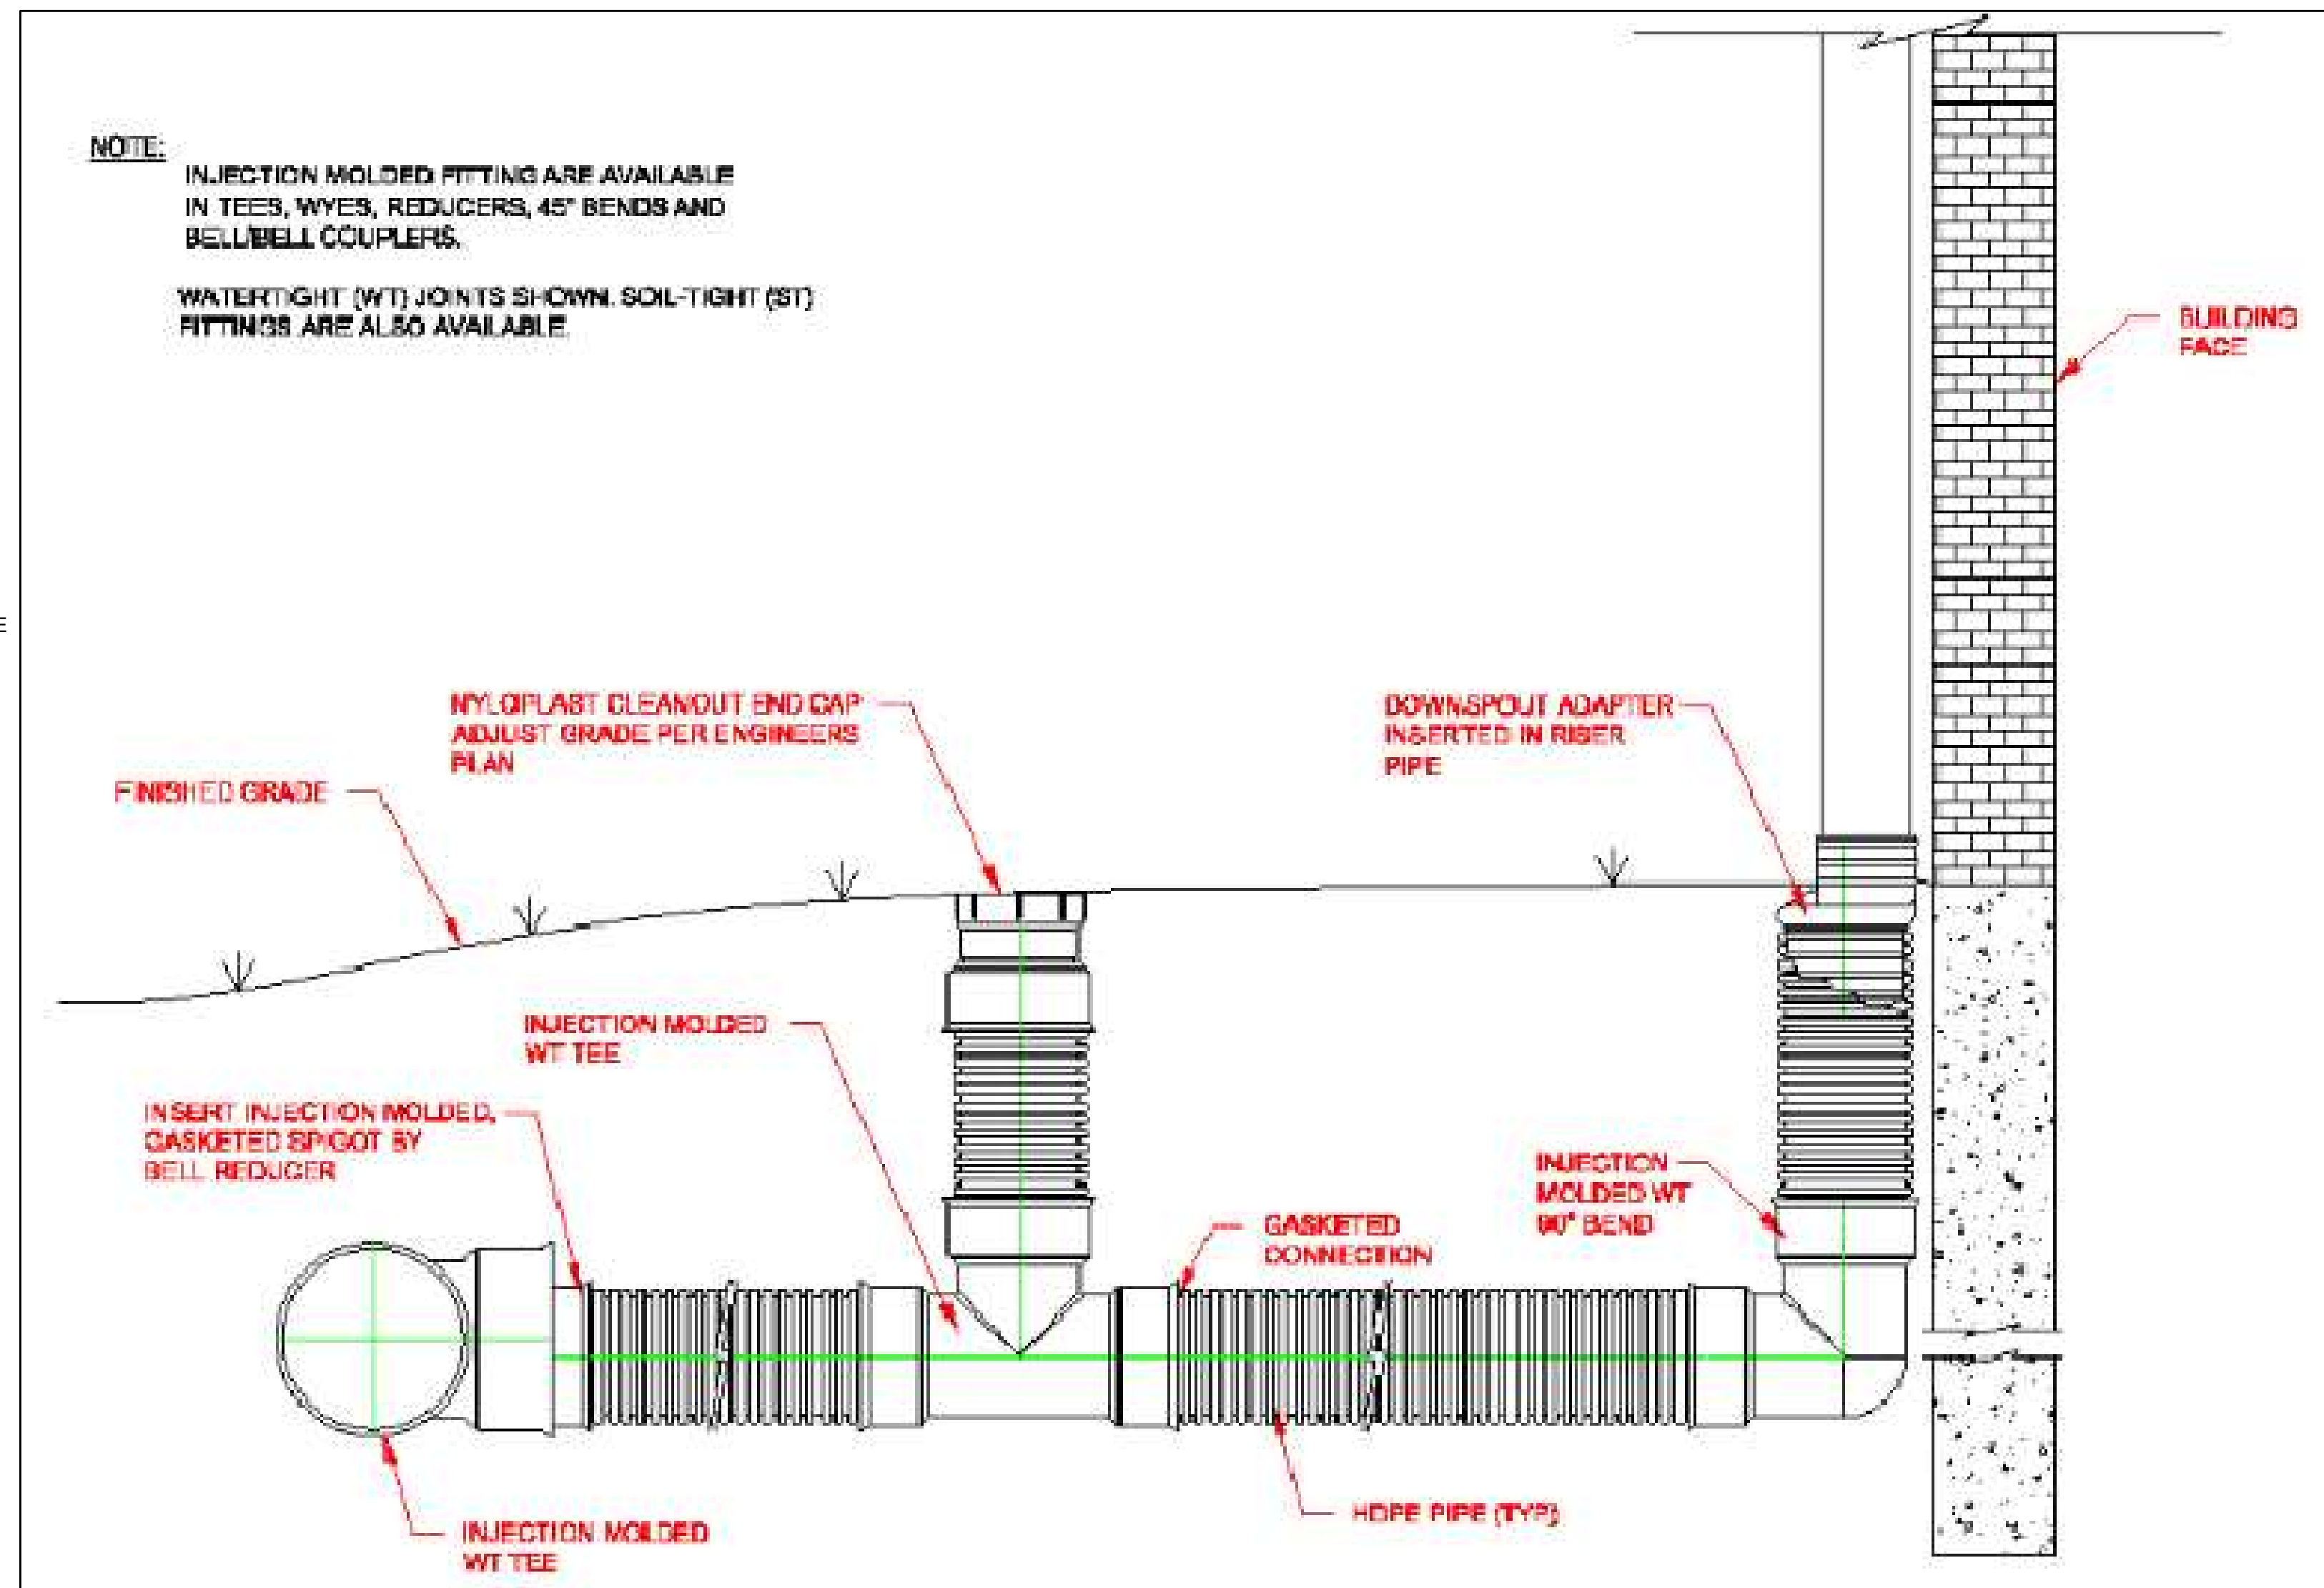 NOTE:
INJECTION MOLDED FITTING ARE AVAILABLE
IN TEES, WYES, REDUCERS, 45° BENDS AND
BELL/BELL COUPLERS.
WATERTIGHT (WT) JOINTS SHOWN. SOIL-TIGHT (ST)
FITTINGS ARE ALSO AVAILABLE.
BUILDING
FACE
NYLOPLAST CLEANOUT END CAP
ADJUST GRADE PER ENGINEERS
PLAN
DOWNSPOUT ADAPTER
INSERTED IN RISER
PIPE
FINISHED GRADE
INJECTION MOLDED
WT TEE
INSERT INJECTION MOLDED,
GASKETED SPIGOT BY
BELL REDUCER
INJECTION
MOLDED WT
90° BEND
GASKETED
CONNECTION
HDPE PIPE (TYP)
INJECTION MOLDED
WT TEE